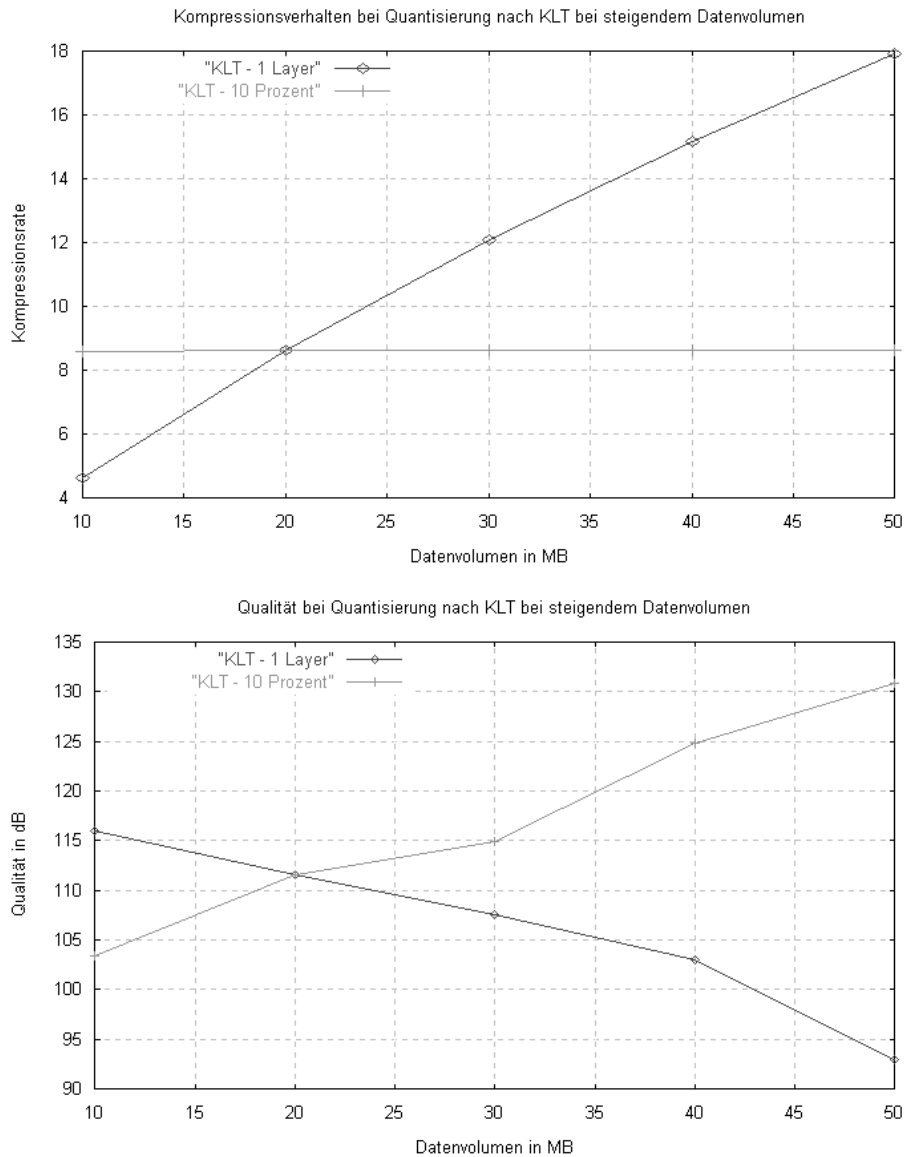 Kompressionsverhalten bei Quantisierung nach KLT bei steigendem Datenvolumen
"KLT - 1 Layer"
"KLT - 10 Prozent"
Kompressionsrate
18
16
14
12
10
8
6
4
10 15 20 25 30 35 40 45 50
Datenvolumen in MB
Qualität bei Quantisierung nach KLT bei steigendem Datenvolumen
"KLT - 1 Layer"
"KLT - 10 Prozent"
Qualität in dB
135
130
125
120
115
110
105
100
95
90
10 15 20 25 30 35 40 45 50
Datenvolumen in MB